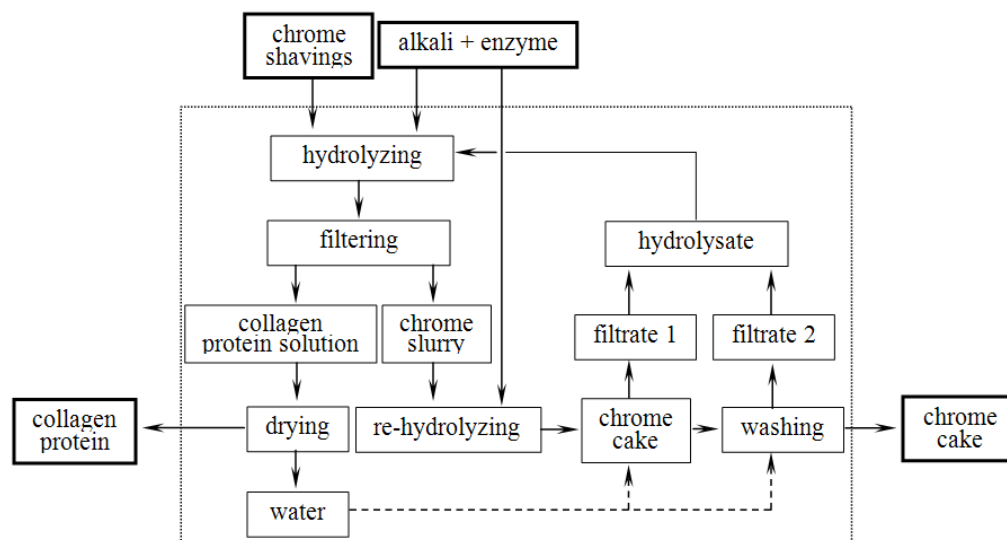 chrome
shavings
alkali + enzyme
hydrolyzing
filtering
hydrolysate
collagen
protein solution
chrome
slurry
filtrate 1
filtrate 2
collagen
protein
drying
re-hydrolyzing
chrome
cake
washing
chrome
cake
water